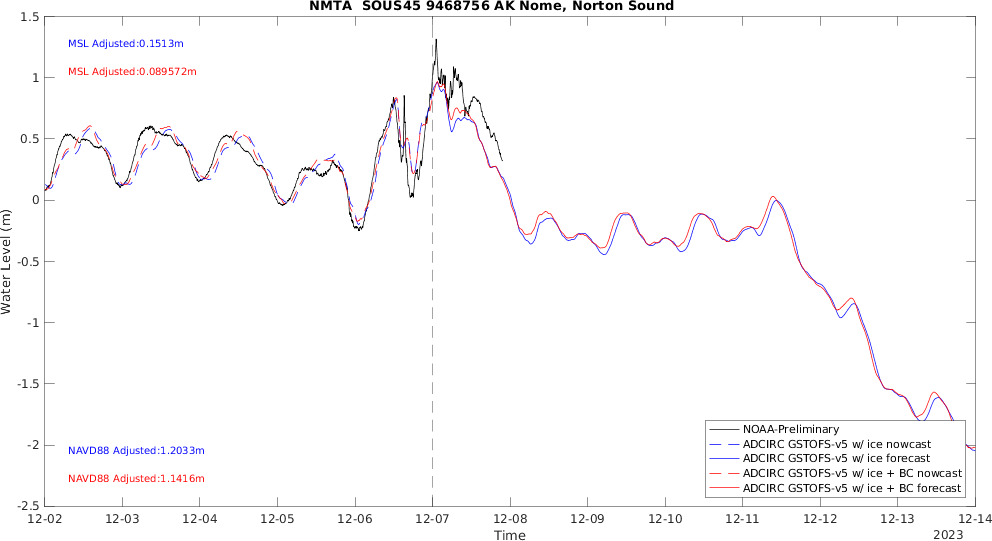 NMTA  SOUS45 9468756 AK Nome, Norton Sound
1.5
1
0.5
0
-0.5
-1
-1.5
-2
-2.5
Water Level (m)
MSL Adjusted:0.1513m
MSL Adjusted:0.089572m
NAVD88 Adjusted:1.2033m
NAVD88 Adjusted:1.1416m
NOAA-Preliminary
ADCIRC GSTOFS-v5 w/ ice nowcast
ADCIRC GSTOFS-v5 w/ ice forecast
ADCIRC GSTOFS-v5 w/ ice + BC nowcast
ADCIRC GSTOFS-v5 w/ ice + BC forecast
12-02 12-03 12-04 12-05 12-06 12-07 12-08 12-09 12-10 12-11 12-12 12-13 12-14
Time
2023